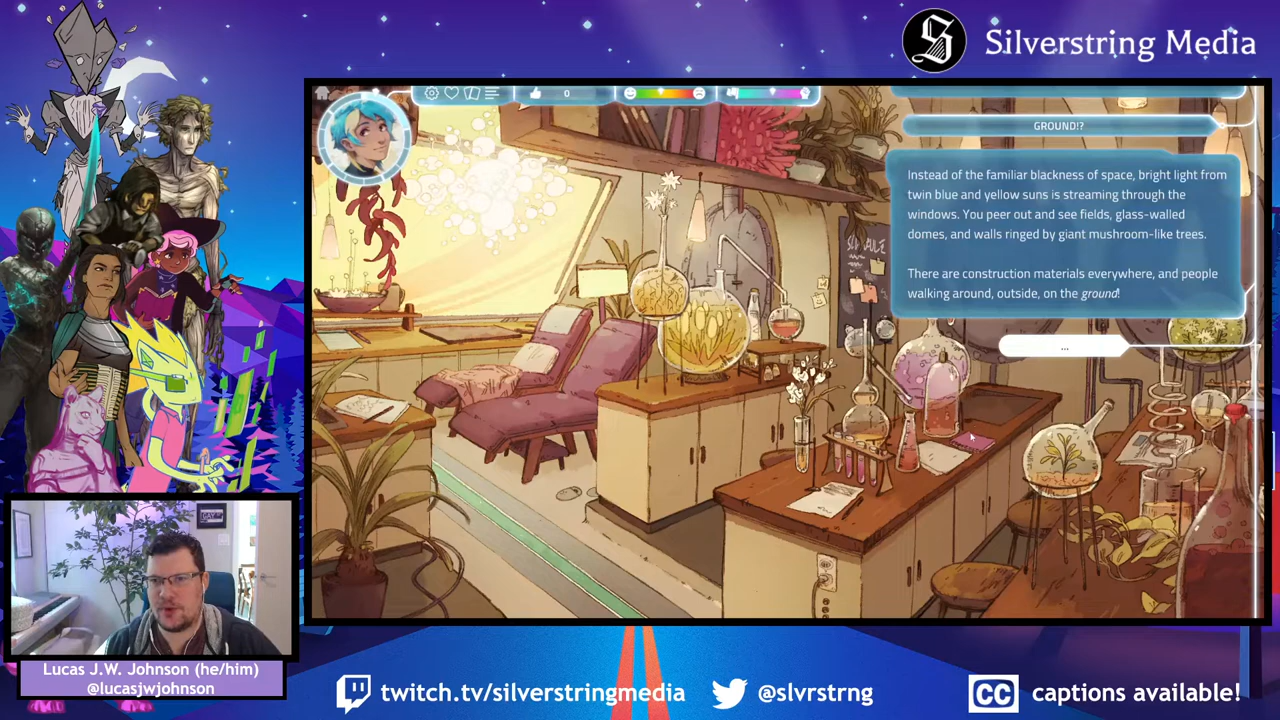 Silverstring Media
0
GROUND!?
Instead of the familiar blackness of space, bright light from
twin blue and yellow suns is streaming through the
windows. You peer out and see fields, glass-walled
domes, and walls ringed by giant mushroom-like trees.
There are construction materials everywhere, and people
walking around, outside, on the ground!
...
Lucas J.W. Johnson (he/him)
@lucasjwjohnson
twitch.tv/silverstringmedia
@slvrstrng
CC
captions available!